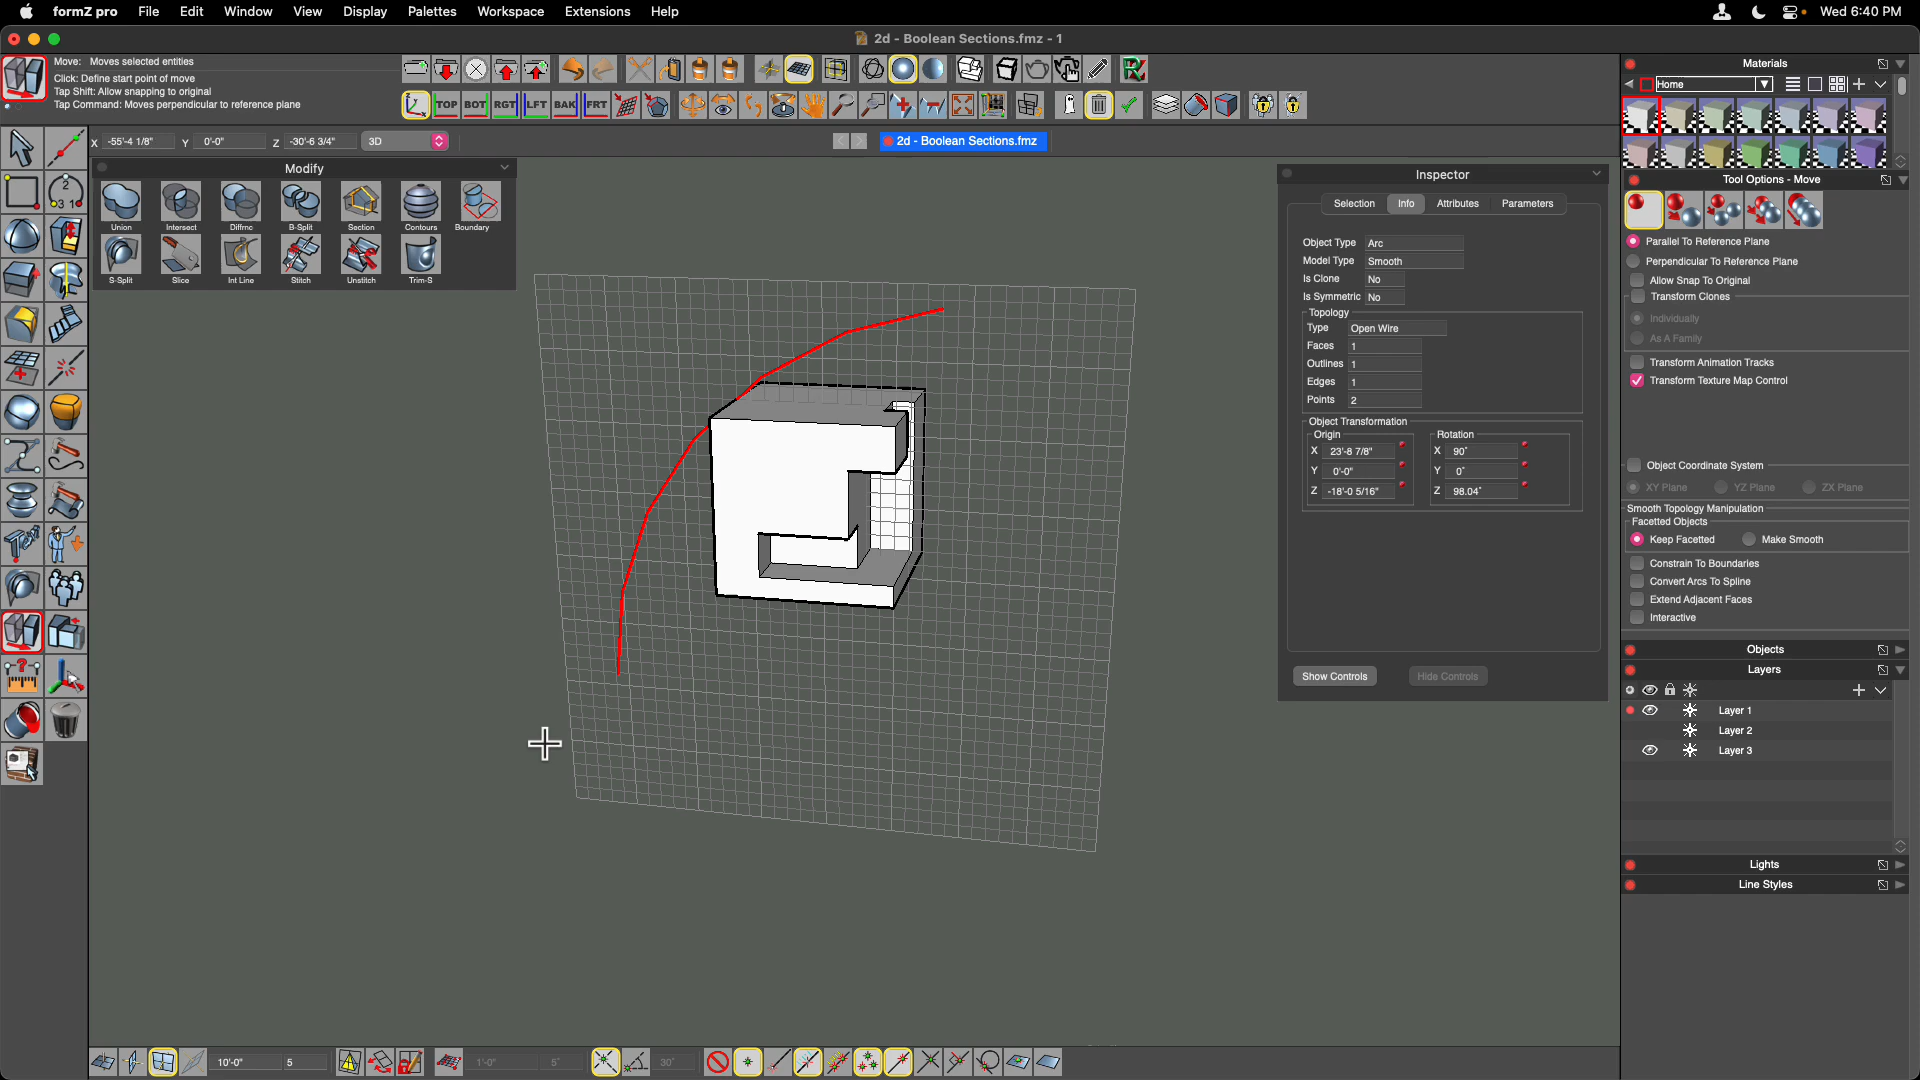 formZ pro File Edit Window View Display Palettes Workspace Extensions Help
Wed 6:40 PM
2d - Boolean Sections.fmz - 1
Move: Moves selected entities
Click: Define start point of move
Tap Shift: Allow snapping to original
Tap Command: Moves perpendicular to reference plane
TOP BOT RGT LFT BAK FRT
X -55'-4 1/8" Y 0'-0" Z -30'-6 3/4" 3D
2d - Boolean Sections.fmz
Modify
Union Intersect Diffrnc B-Split Section Contours Boundary
S-Split Slice Int Line Stitch Unstitch Trim-S
2
3 1
Inspector
Selection Info Attributes Parameters
Object Type Arc
Model Type Smooth
Is Clone No
Is Symmetric No
Topology
Type Open Wire
Faces 1
Outlines 1
Edges 1
Points 2
Object Transformation
Origin Rotation
X 23'-8 7/8" X 90°
Y 0'-0" Y 0°
Z -18'-0 5/16" Z 98.04°
Show Controls Hide Controls
Materials
Home
Tool Options - Move
Parallel To Reference Plane
Perpendicular To Reference Plane
Allow Snap To Original
Transform Clones
Individually
As A Family
Transform Animation Tracks
Transform Texture Map Control
Object Coordinate System
XY Plane YZ Plane ZX Plane
Smooth Topology Manipulation
Facetted Objects
Keep Facetted Make Smooth
Constrain To Boundaries
Convert Arcs To Spline
Extend Adjacent Faces
Interactive
Objects
Layers
Layer 1
Layer 2
Layer 3
Lights
Line Styles
10'-0" 5 1'-0" 5° 30°